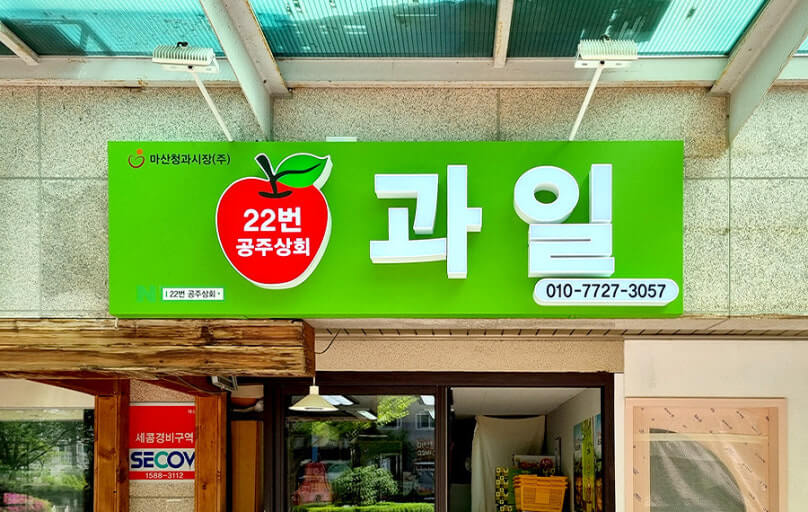 마산청과시장(주)
22번
공주상회
과일
22번 공주상회
010-7727-3057
세콤경비구역
SECOM
1588-3112